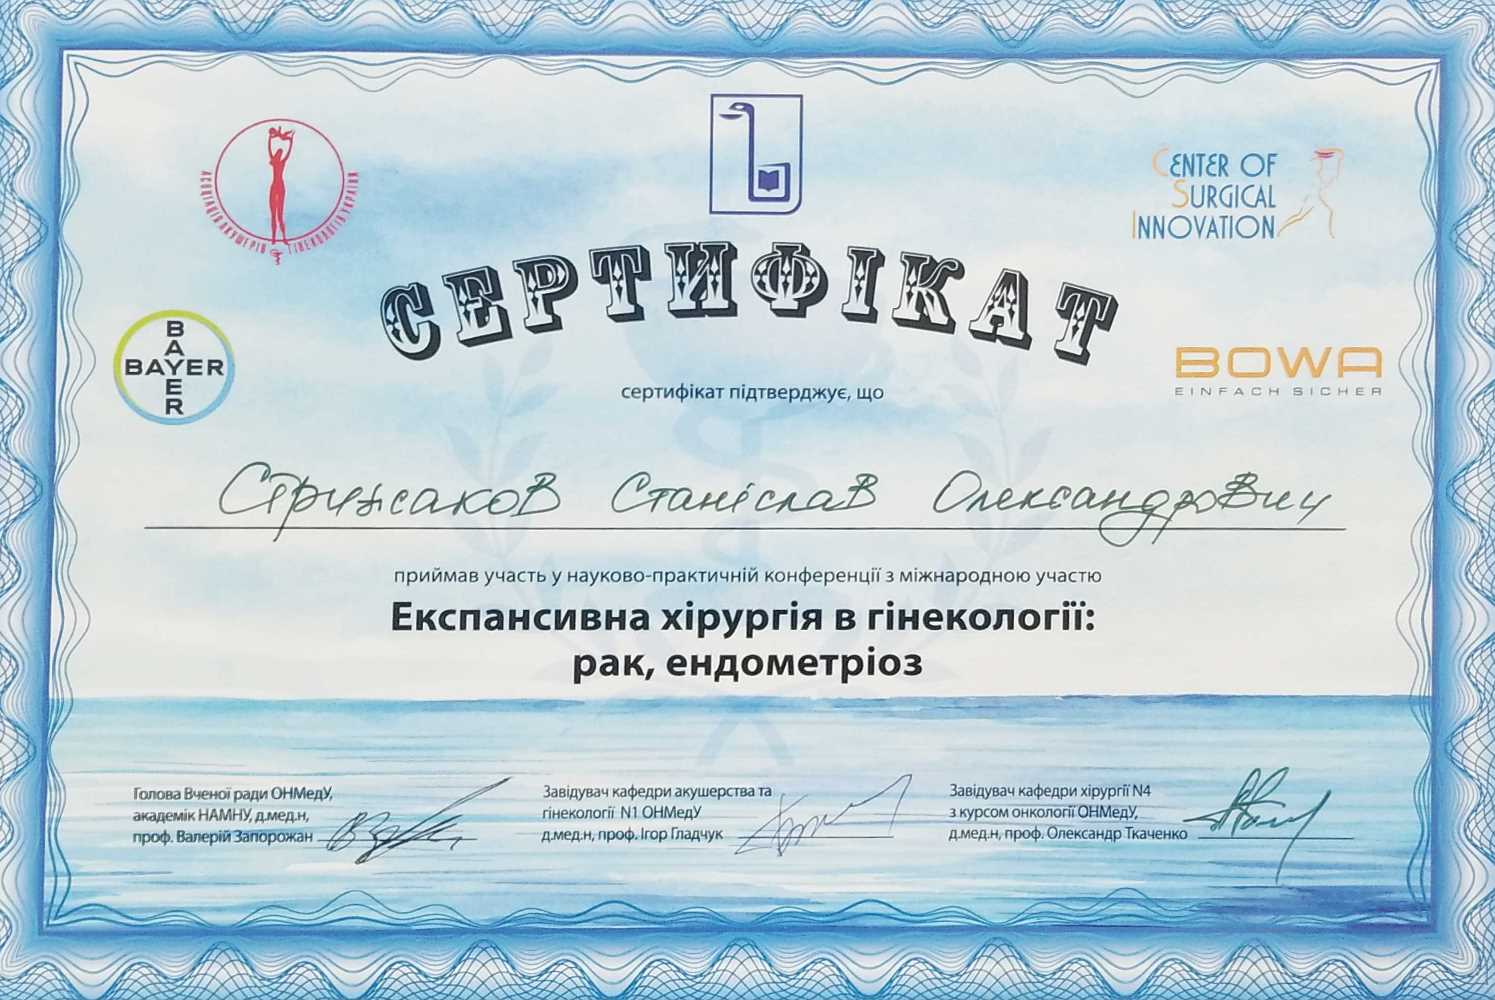 АСОЦІАЦІЯ АКУШЕРІВ ГІНЕКОЛОГІВ УКРАЇНИ
CENTER OF
SURGICAL
INNOVATION
СЕРТИФІКАТ
BAYER
BAYER
BOWA
EINFACH SICHER
сертифікат підтверджує, що
Стрижаков Станіслав Олександрович
приймав участь у науково-практичній конференції з міжнародною участю
Експансивна хірургія в гінекології:
рак, ендометріоз
Голова Вченої ради ОНМедУ,
академік НАМНУ, д.мед.н,
проф. Валерій Запорожан
Завідувач кафедри акушерства та
гінекології N1 ОНМедУ
д.мед.н, проф. Ігор Гладчук
Завідувач кафедри хірургії N4
з курсом онкології ОНМедУ,
д.мед.н, проф. Олександр Ткаченко